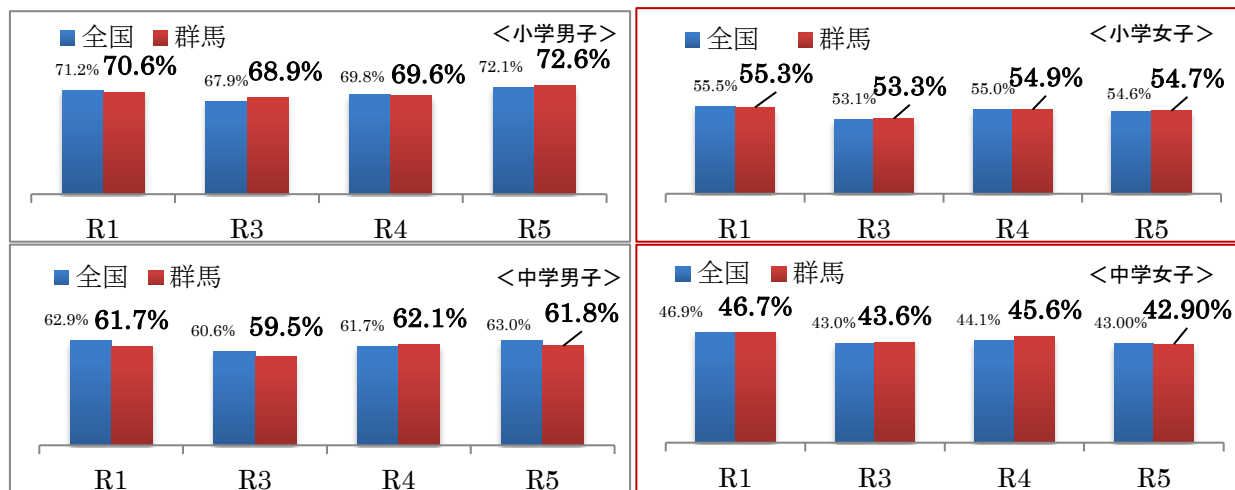 全国 群馬 ＜小学男子＞
71.2% 70.6% 67.9% 68.9% 69.8% 69.6% 72.1% 72.6%
R1 R3 R4 R5
全国 群馬 ＜小学女子＞
55.5% 55.3% 53.1% 53.3% 55.0% 54.9% 54.6% 54.7%
R1 R3 R4 R5
全国 群馬 ＜中学男子＞
62.9% 61.7% 60.6% 59.5% 61.7% 62.1% 63.0% 61.8%
R1 R3 R4 R5
全国 群馬 ＜中学女子＞
46.9% 46.7% 43.0% 43.6% 44.1% 45.6% 43.00% 42.90%
R1 R3 R4 R5